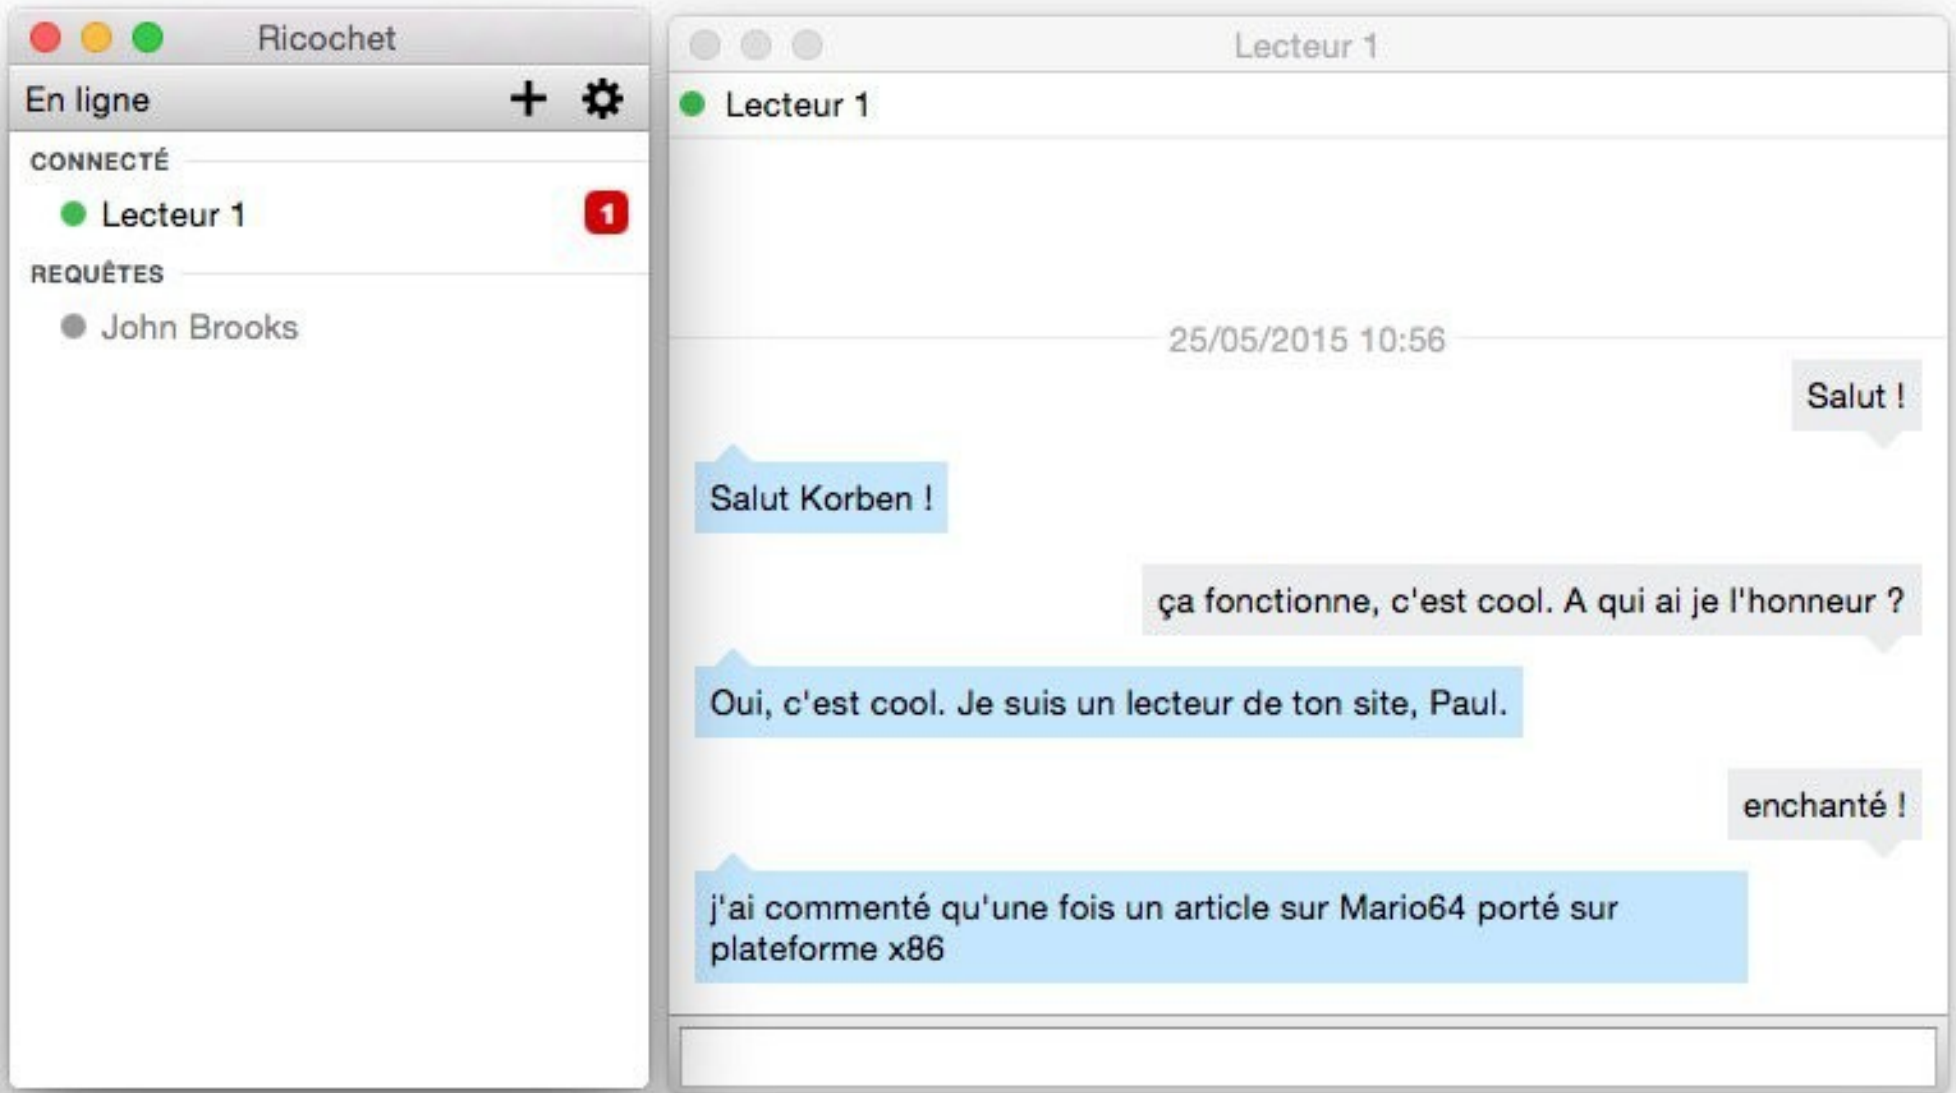 Ricochet
En ligne
CONNECTÉ
Lecteur 1
1
REQUÊTES
John Brooks
Lecteur 1
Lecteur 1
25/05/2015 10:56
Salut !
Salut Korben !
ça fonctionne, c'est cool. A qui ai je l'honneur ?
Oui, c'est cool. Je suis un lecteur de ton site, Paul.
enchanté !
j'ai commenté qu'une fois un article sur Mario64 porté sur
plateforme x86